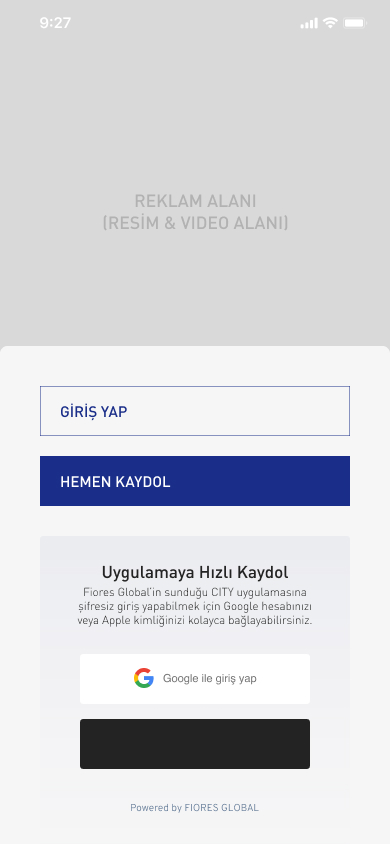 9:27
REKLAM ALANI
(RESİM & VIDEO ALANI)
GİRİŞ YAP
HEMEN KAYDOL
Uygulamaya Hızlı Kaydol
Fiores Global'in sunduğu CITY uygulamasına
şifresiz giriş yapabilmek için Google hesabınızı
veya Apple kimliğinizi kolayca bağlayabilirsiniz.
Google ile giriş yap
Powered by FIORES GLOBAL